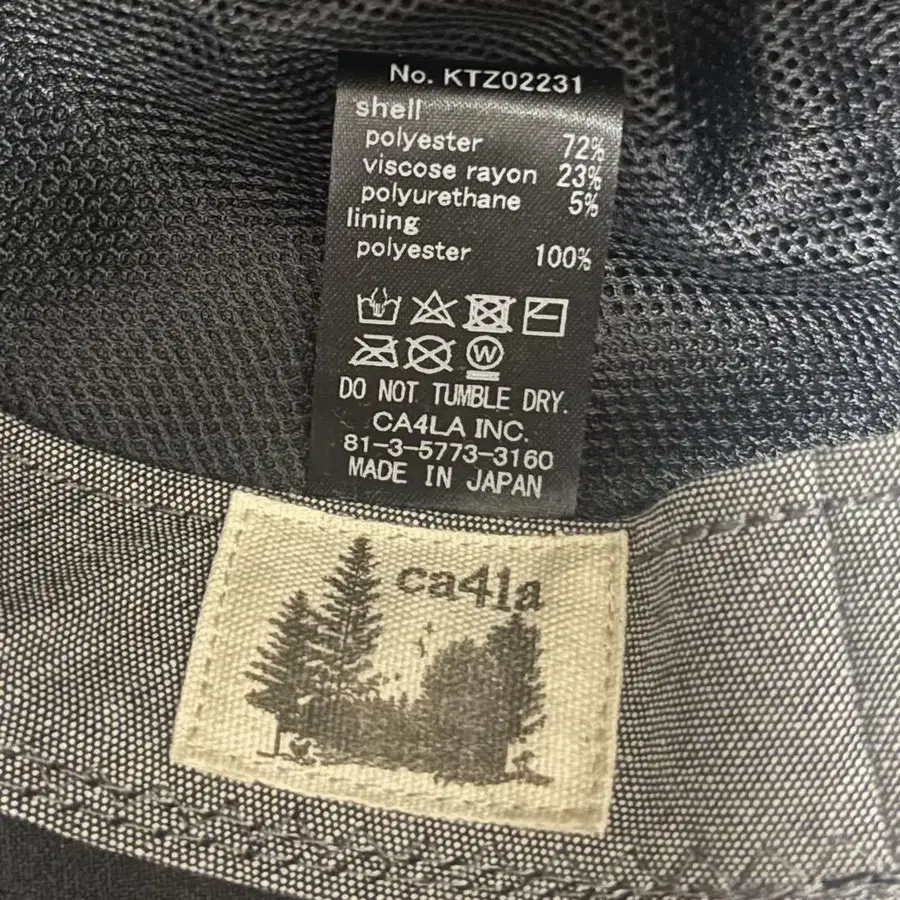 No. KTZ02231
shell
polyester 72%
viscose rayon 23%
polyurethane 5%
lining
polyester 100%
W
DO NOT TUMBLE DRY.
CA4LA INC.
81-3-5773-3160
MADE IN JAPAN
ca4la